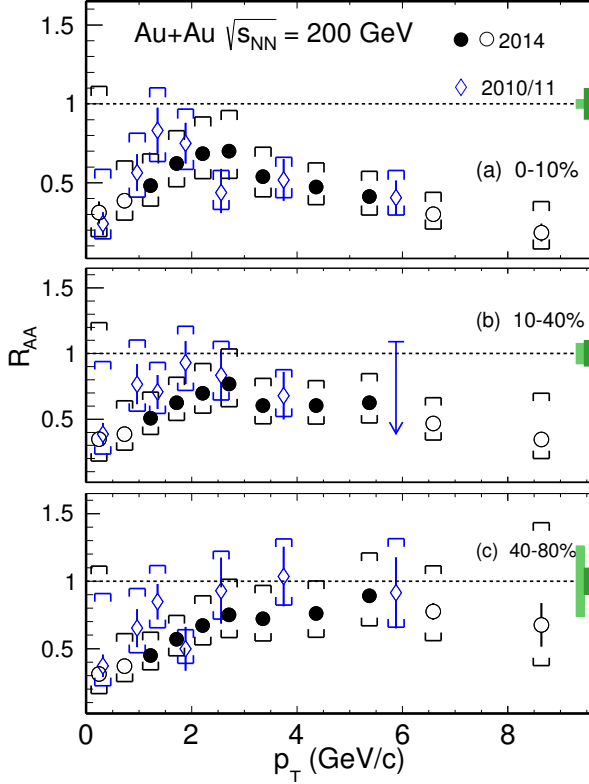 Au+Au √sNN = 200 GeV
2014
2010/11
1.5
1
0.5
(a) 0-10%
1.5
1
0.5
(b) 10-40%
RAA
1.5
1
0.5
(c) 40-80%
0 2 4 6 8
pT (GeV/c)